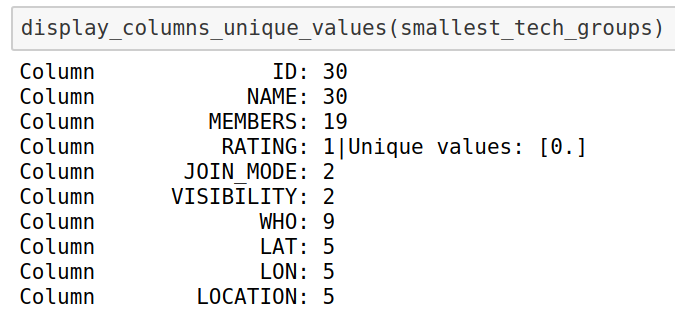 display_columns_unique_values(smallest_tech_groups)
Column ID: 30
Column NAME: 30
Column MEMBERS: 19
Column RATING: 1|Unique values: [0.]
Column JOIN_MODE: 2
Column VISIBILITY: 2
Column WHO: 9
Column LAT: 5
Column LON: 5
Column LOCATION: 5